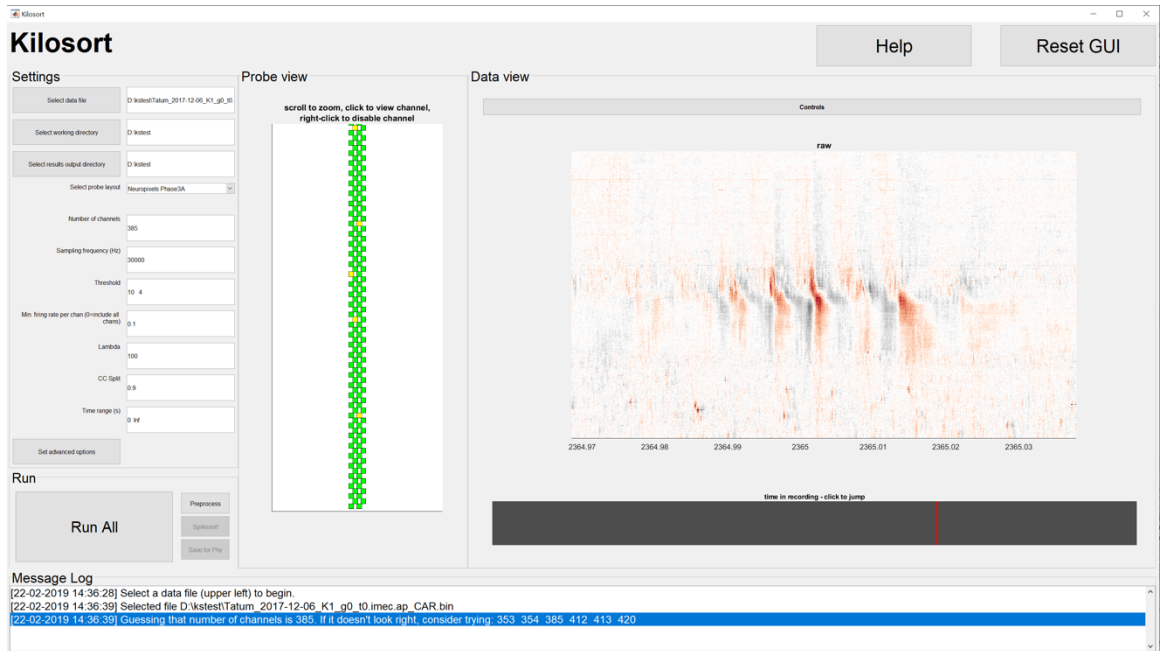 Kilosort
Kilosort
Help
Reset GUI
Settings
Select data file
D:\kstest\Tatum_2017-12-06_K1_g0_t0.
Select working directory
D:\kstest
Select results output directory
D:\kstest
Select probe layout
Neuropixels Phase3A
Number of channels
385
Sampling frequency (Hz)
30000
Threshold
10 4
Min. firing rate per chan (0=include all
chans)
0.1
Lambda
100
CC Split
0.9
Time range (s)
0 Inf
Set advanced options
Run
Run All
Preprocess
Spikesort
Save for Phy
Probe view
scroll to zoom, click to view channel,
right-click to disable channel
Data view
Controls
raw
2364.97 2364.98 2364.99 2365 2365.01 2365.02 2365.03
time in recording - click to jump
Message Log
[22-02-2019 14:36:28] Select a data file (upper left) to begin.
[22-02-2019 14:36:39] Selected file D:\kstest\Tatum_2017-12-06_K1_g0_t0.imec.ap_CAR.bin
[22-02-2019 14:36:39] Guessing that number of channels is 385. If it doesn't look right, consider trying: 353 354 385 412 413 420